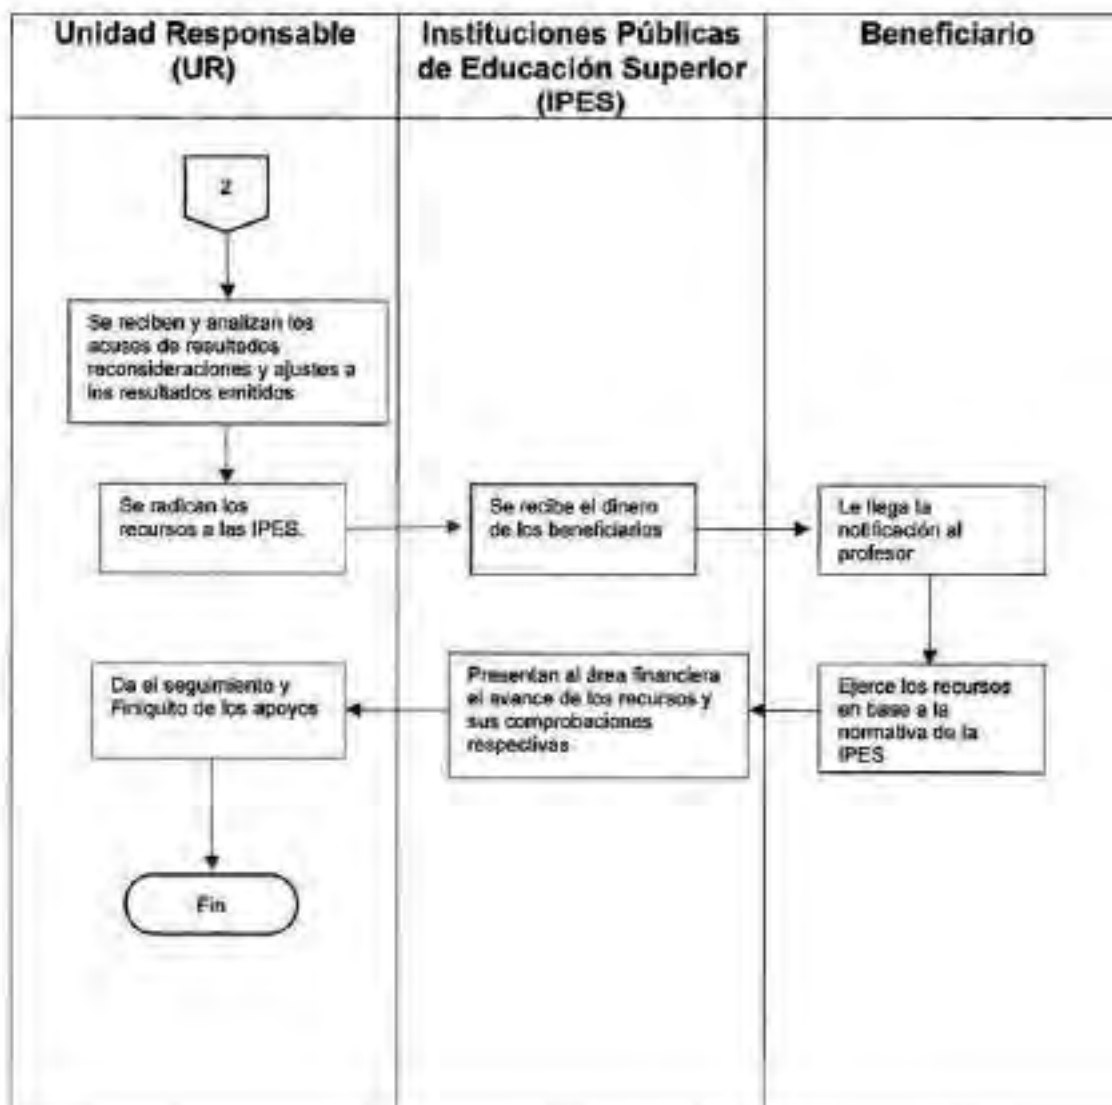 Unidad Responsable
(UR)
Instituciones Públicas
de Educación Superior
(IPES)
Beneficiario
2
Se reciben y analizan los
acuses de resultados
reconsideraciones y ajustes a
los resultados emitidos
Se radican los
recursos a las IPES.
Se recibe el dinero
de los beneficiarios
Le llega la
notificación al
profesor
Da el seguimiento y
Finiquito de los apoyos
Presentan al área financiera
el avance de los recursos y
sus comprobaciones
respectivas
Ejerce los recursos
en base a la
normativa de la
IPES
Fin